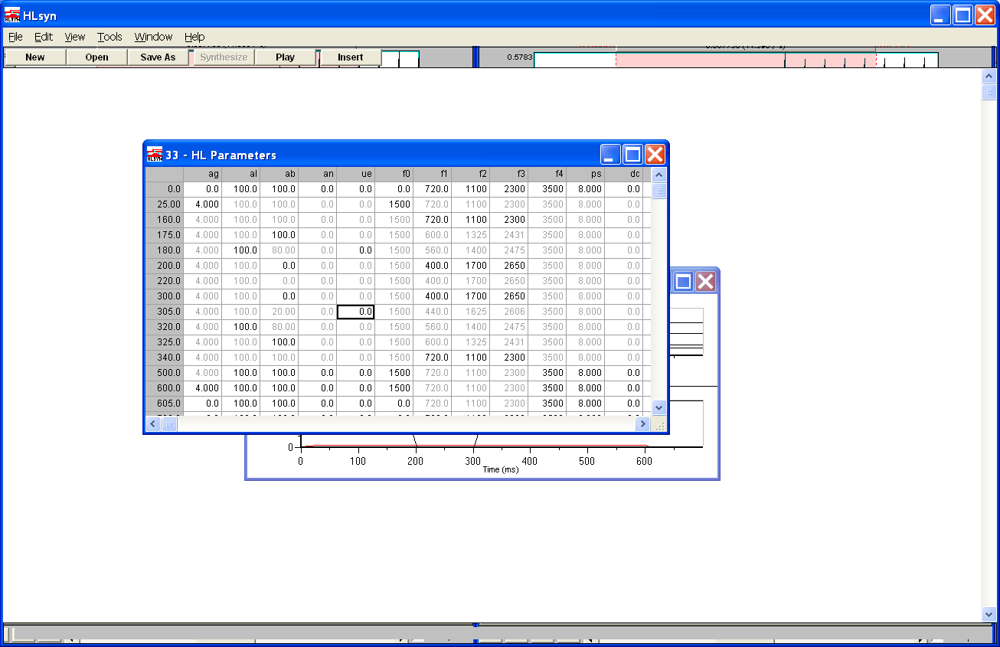 HLsyn
File Edit View Tools Window Help
New Open Save As Synthesize Play Insert
0.5783
33 - HL Parameters
ag al ab an ue f0 f1 f2 f3 f4 ps dc
0.0 0.0 100.0 100.0 0.0 0.0 0.0 720.0 1100 2300 3500 8.000 0.0
25.00 4.000 100.0 100.0 0.0 0.0 1500 720.0 1100 2300 3500 8.000 0.0
160.0 4.000 100.0 100.0 0.0 0.0 1500 720.0 1100 2300 3500 8.000 0.0
175.0 4.000 100.0 100.0 0.0 0.0 1500 600.0 1325 2431 3500 8.000 0.0
180.0 4.000 100.0 80.00 0.0 0.0 1500 560.0 1400 2475 3500 8.000 0.0
200.0 4.000 100.0 0.0 0.0 0.0 1500 400.0 1700 2650 3500 8.000 0.0
220.0 4.000 100.0 0.0 0.0 0.0 1500 400.0 1700 2650 3500 8.000 0.0
300.0 4.000 100.0 0.0 0.0 0.0 1500 400.0 1700 2650 3500 8.000 0.0
305.0 4.000 100.0 20.00 0.0 0.0 1500 440.0 1625 2606 3500 8.000 0.0
320.0 4.000 100.0 80.00 0.0 0.0 1500 560.0 1400 2475 3500 8.000 0.0
325.0 4.000 100.0 100.0 0.0 0.0 1500 600.0 1325 2431 3500 8.000 0.0
340.0 4.000 100.0 100.0 0.0 0.0 1500 720.0 1100 2300 3500 8.000 0.0
500.0 4.000 100.0 100.0 0.0 0.0 1500 720.0 1100 2300 3500 8.000 0.0
600.0 4.000 100.0 100.0 0.0 0.0 1500 720.0 1100 2300 3500 8.000 0.0
605.0 0.0 100.0 100.0 0.0 0.0 0.0 720.0 1100 2300 3500 8.000 0.0
0
0 100 200 300 400 500 600
Time (ms)